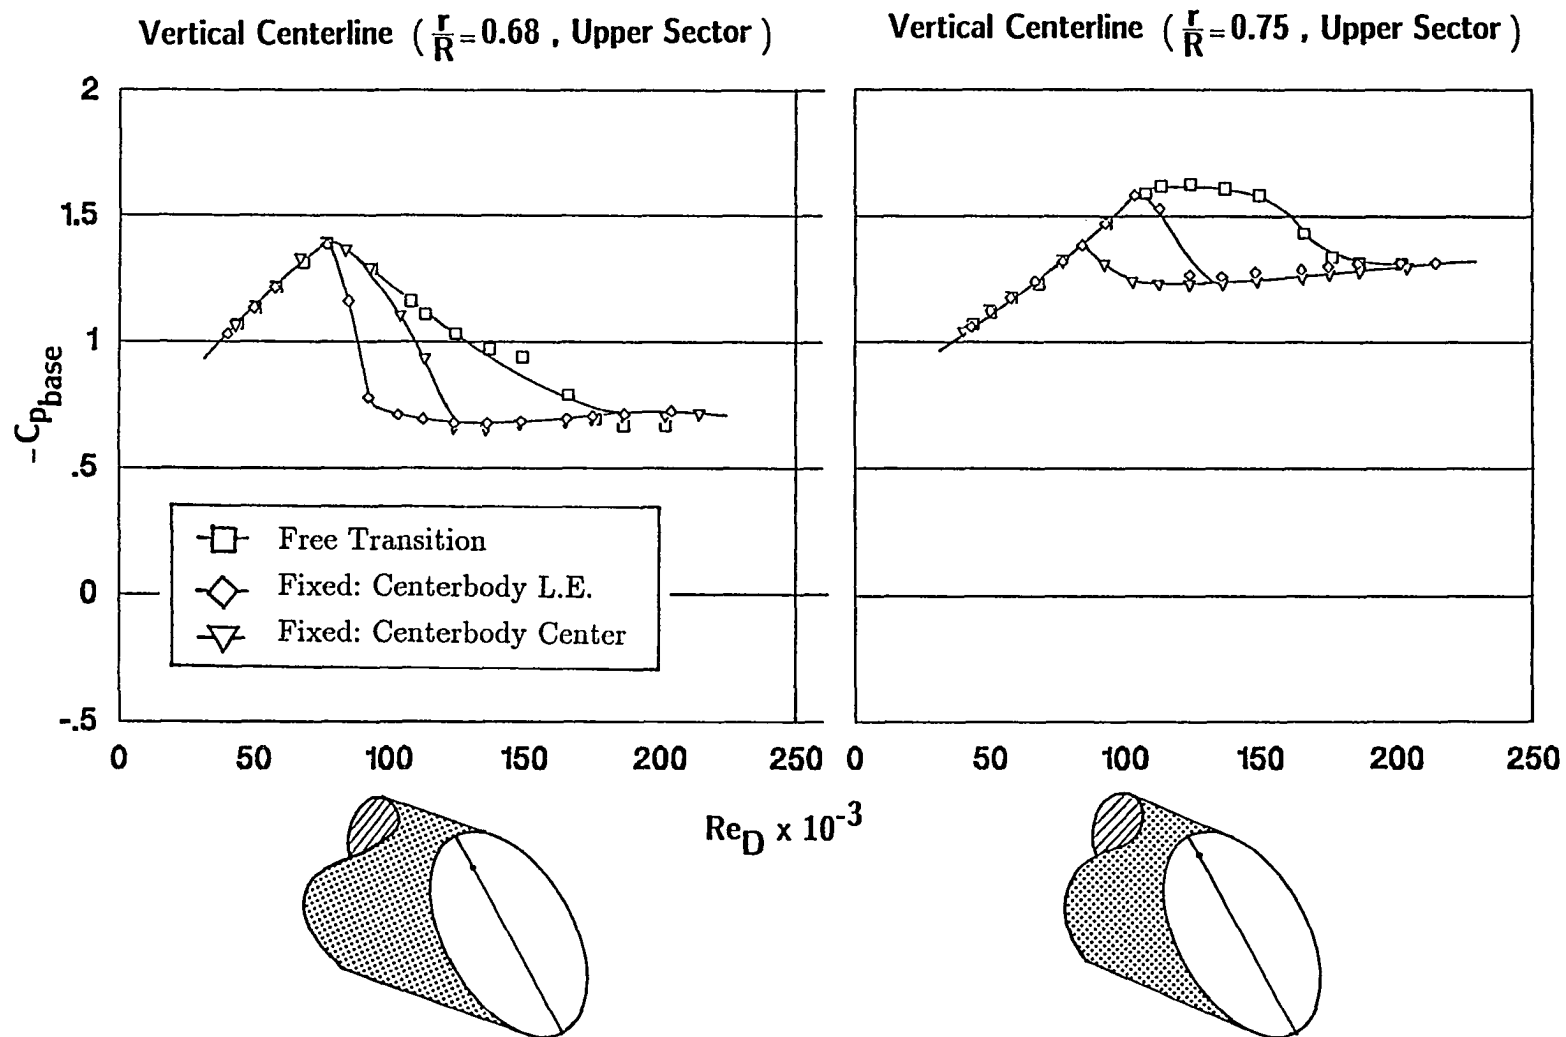 Vertical Centerline ( r/R = 0.68 , Upper Sector )
Vertical Centerline ( r/R = 0.75 , Upper Sector )
2
1.5
1
.5
0
-.5
-Cp base
Free Transition
Fixed: Centerbody L.E.
Fixed: Centerbody Center
0 50 100 150 200 250
0 50 100 150 200 250
ReD x 10-3